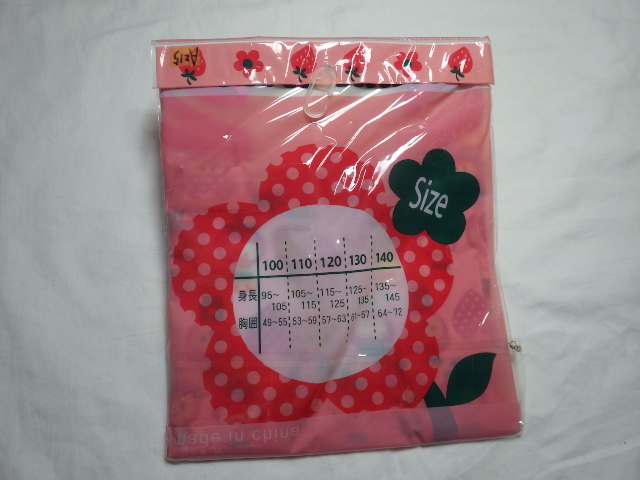 AZ15
Size
100 110 120 130 140
身長 95~105 105~115 115~125 125~135 135~145
胸囲 49~55 53~59 57~63 61~67 64~72
made in china